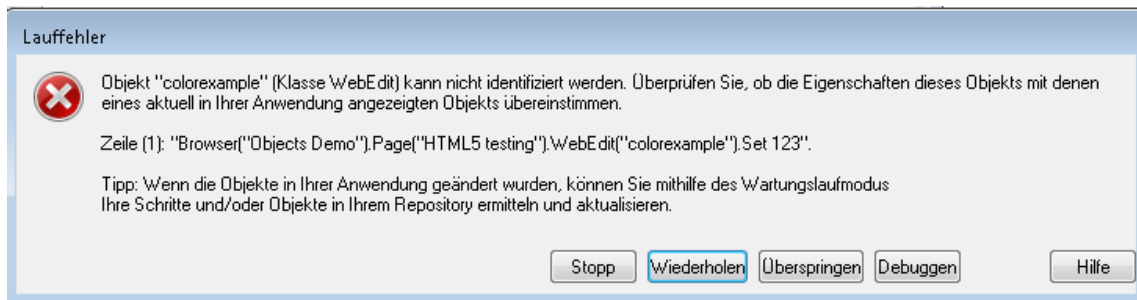 Lauffehler
Objekt "colorexample" (Klasse WebEdit) kann nicht identifiziert werden. Überprüfen Sie, ob die Eigenschaften dieses Objekts mit denen
eines aktuell in Ihrer Anwendung angezeigten Objekts übereinstimmen.
Zeile (1): "Browser("Objects Demo").Page("HTML5 testing").WebEdit("colorexample").Set 123".
Tipp: Wenn die Objekte in Ihrer Anwendung geändert wurden, können Sie mithilfe des Wartungslaufmodus
Ihre Schritte und/oder Objekte in Ihrem Repository ermitteln und aktualisieren.
Stopp Wiederholen Überspringen Debuggen Hilfe